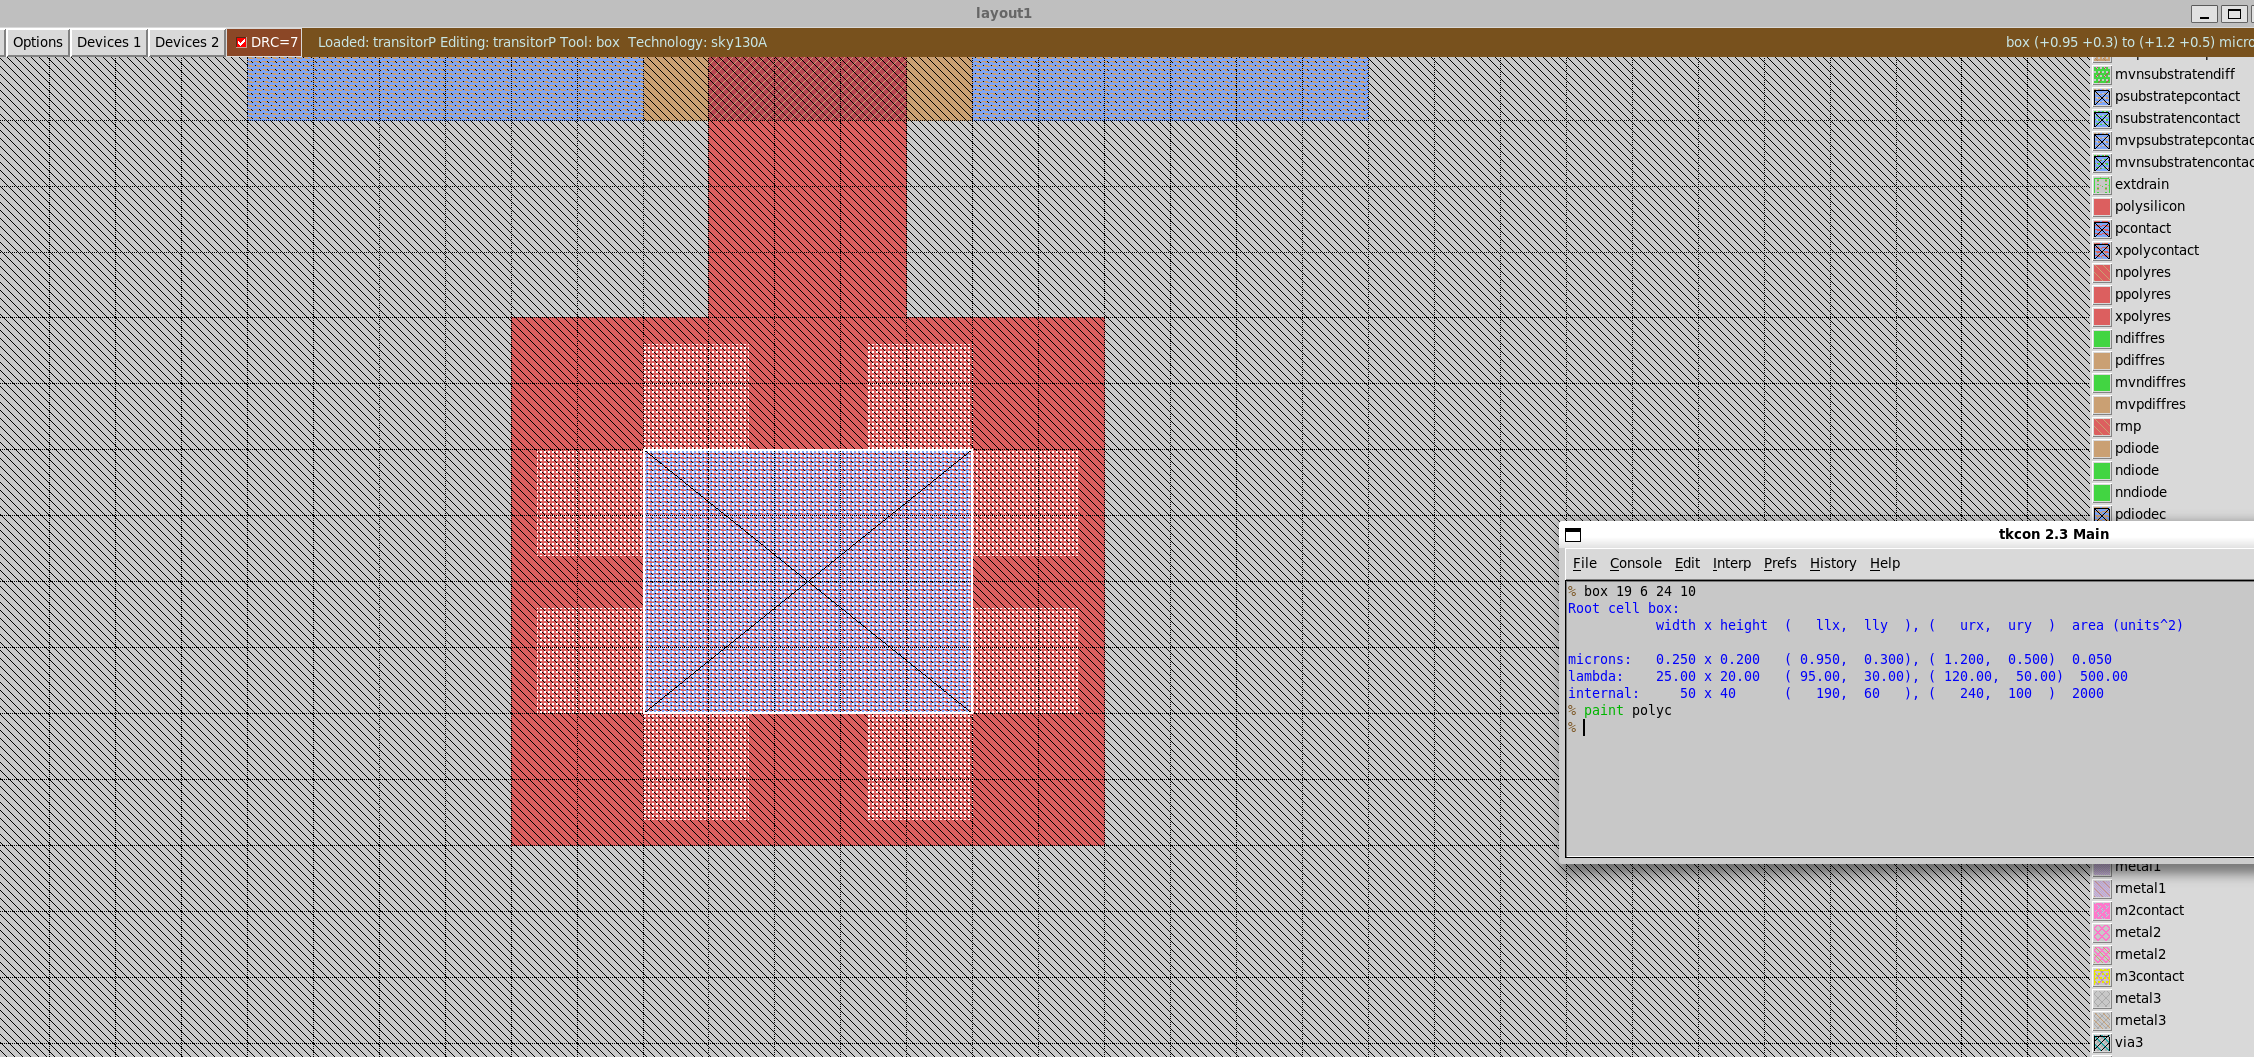 layout1
Options Devices 1 Devices 2 DRC=7 Loaded: transitorP Editing: transitorP Tool: box Technology: sky130A box (+0.95 +0.3) to (+1.2 +0.5) micro
mvnsubstratendiff
psubstratepcontact
nsubstratencontact
mvpsubstratepcontac
mvnsubstratencontac
extdrain
polysilicon
pcontact
xpolycontact
npolyres
ppolyres
xpolyres
ndiffres
pdiffres
mvndiffres
mvpdiffres
rmp
pdiode
ndiode
nndiode
pdiodec
tkcon 2.3 Main
File Console Edit Interp Prefs History Help
% box 19 6 24 10
Root cell box:
width x height ( llx, lly ), ( urx, ury ) area (units^2)
microns: 0.250 x 0.200 ( 0.950, 0.300), ( 1.200, 0.500) 0.050
lambda: 25.00 x 20.00 ( 95.00, 30.00), ( 120.00, 50.00) 500.00
internal: 50 x 40 ( 190, 60 ), ( 240, 100 ) 2000
% paint polyc
%
metal1
rmetal1
m2contact
metal2
rmetal2
m3contact
metal3
rmetal3
via3